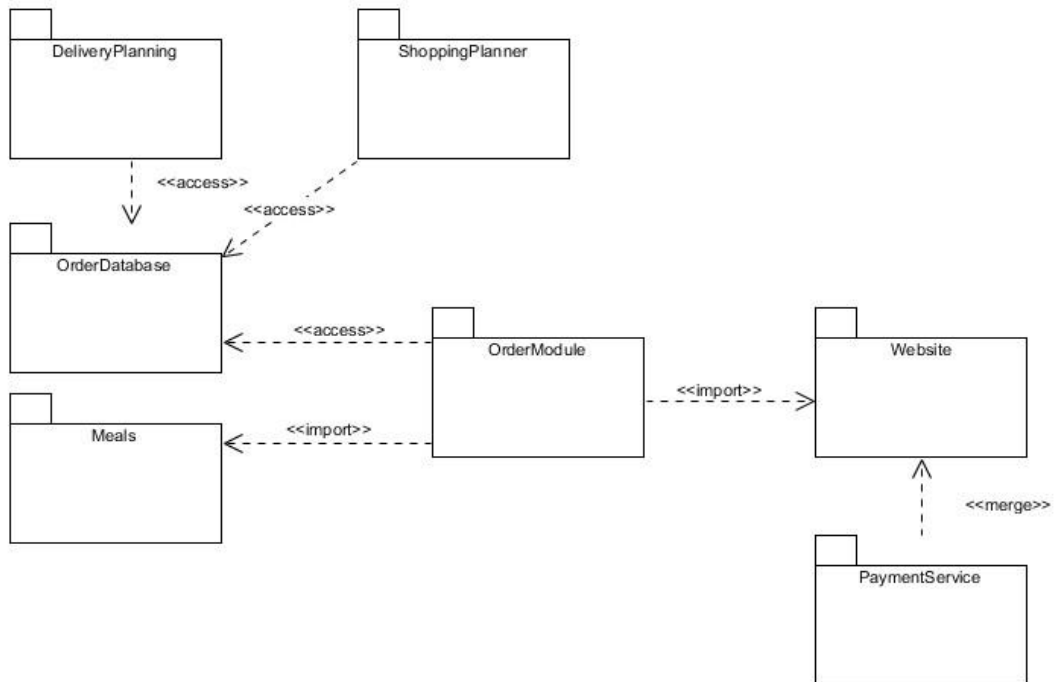 DeliveryPlanning
ShoppingPlanner
<<access>>
<<access>>
OrderDatabase
<<access>>
OrderModule
Website
<<import>>
Meals
<<import>>
<<merge>>
PaymentService